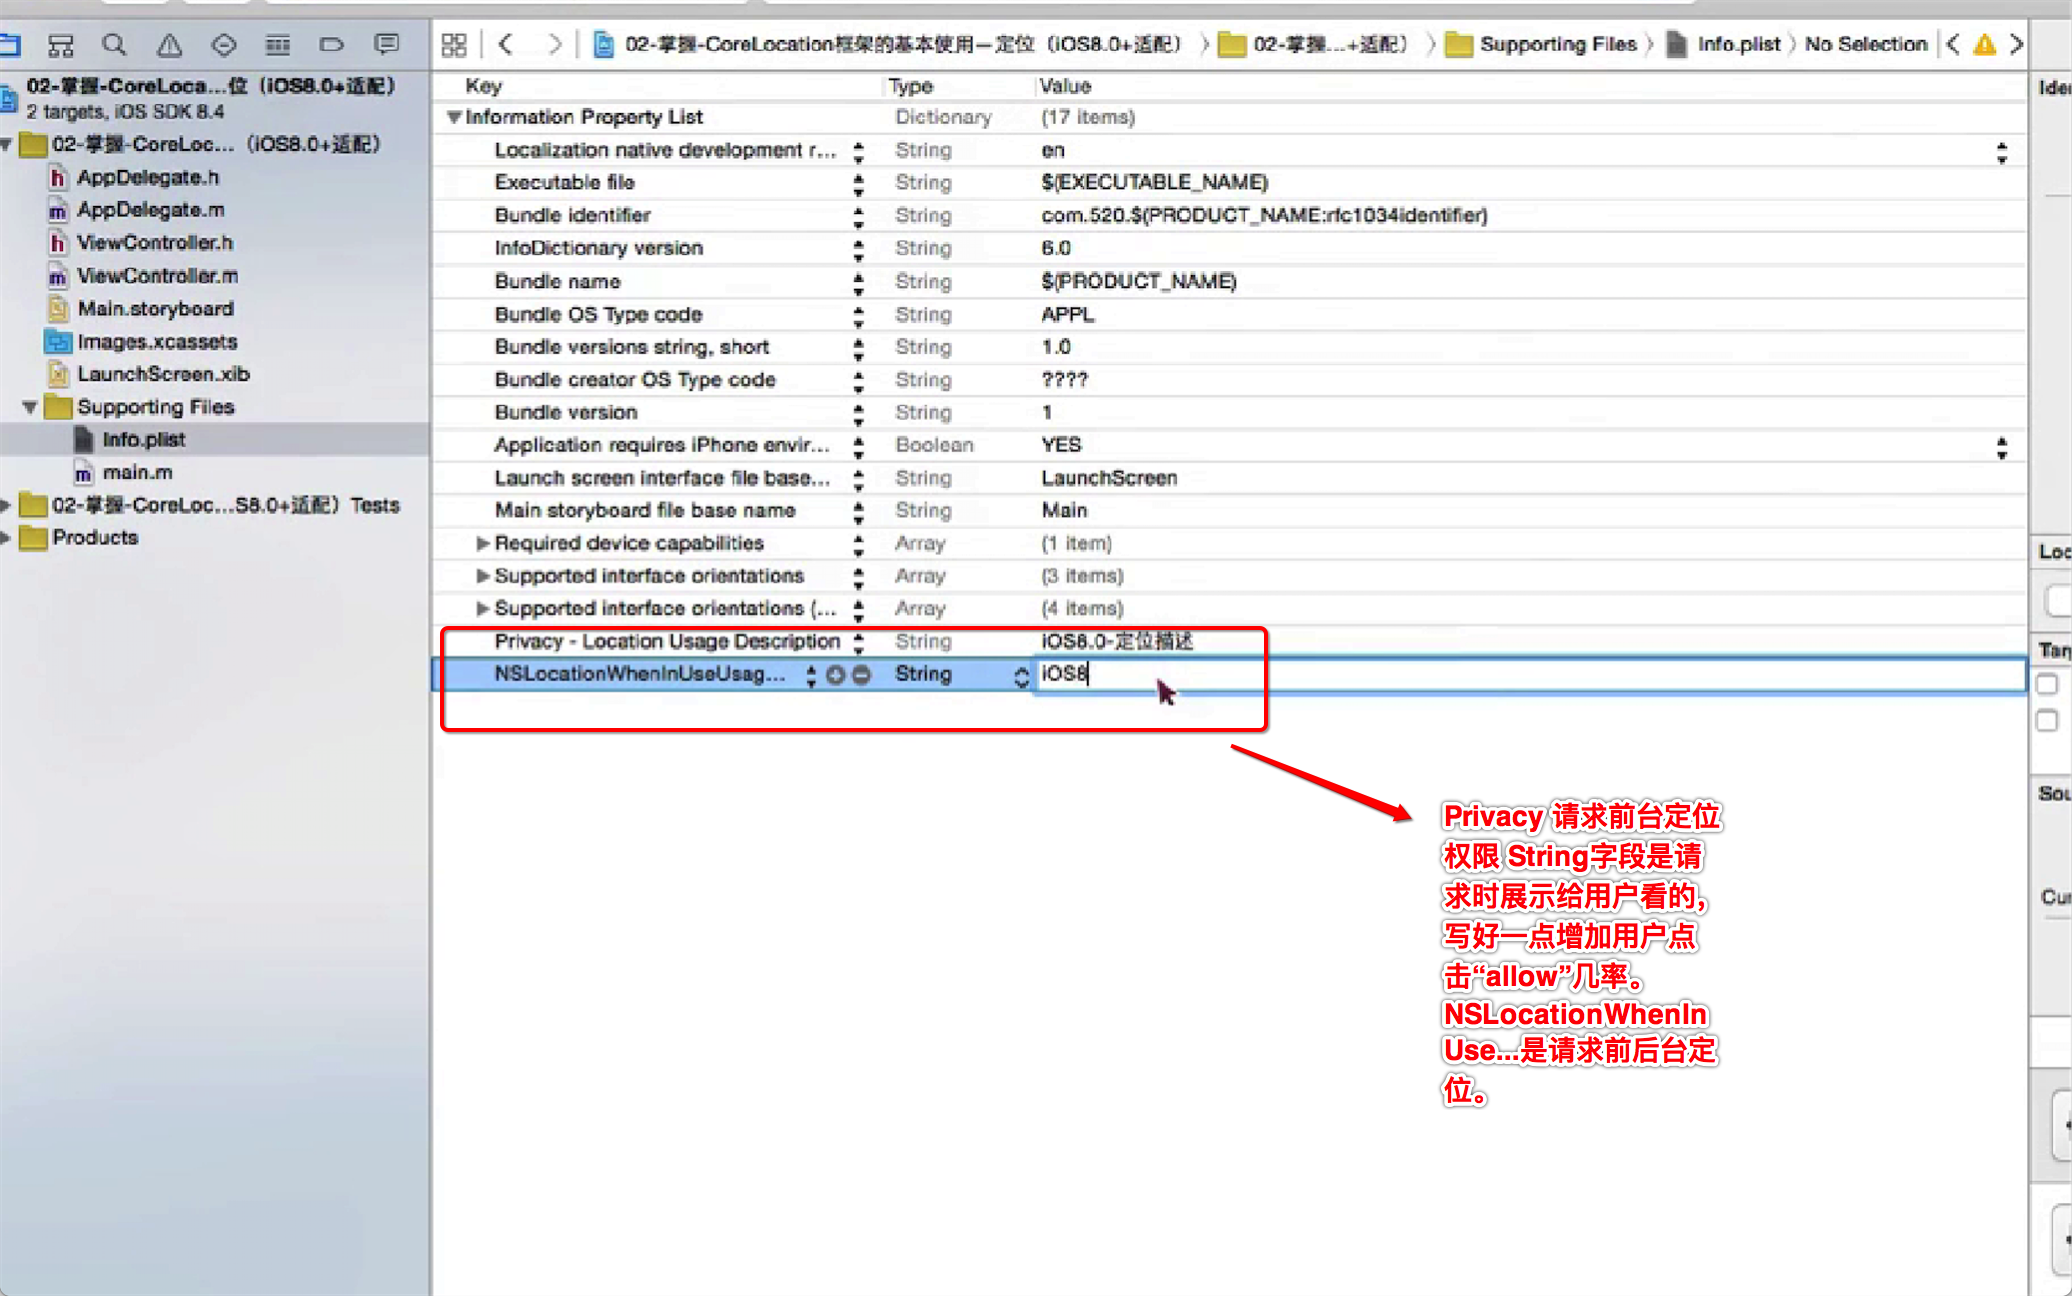 02-掌握-CoreLocation框架的基本使用—定位（iOS8.0+适配）
02-掌握...+适配）
Supporting Files
Info.plist
No Selection
02-掌握-CoreLoca...位（iOS8.0+适配）
2 targets, iOS SDK 8.4
02-掌握-CoreLoc...（iOS8.0+适配）
AppDelegate.h
AppDelegate.m
ViewController.h
ViewController.m
Main.storyboard
Images.xcassets
LaunchScreen.xib
Supporting Files
Info.plist
main.m
02-掌握-CoreLoc...S8.0+适配）Tests
Products
Key Type Value
Information Property List Dictionary (17 items)
Localization native development r... String en
Executable file String $(EXECUTABLE_NAME)
Bundle identifier String com.520.$(PRODUCT_NAME:rfc1034identifier)
InfoDictionary version String 6.0
Bundle name String $(PRODUCT_NAME)
Bundle OS Type code String APPL
Bundle versions string, short String 1.0
Bundle creator OS Type code String ????
Bundle version String 1
Application requires iPhone envir... Boolean YES
Launch screen interface file base... String LaunchScreen
Main storyboard file base name String Main
Required device capabilities Array (1 item)
Supported interface orientations Array (3 items)
Supported interface orientations (... Array (4 items)
Privacy - Location Usage Description String iOS8.0-定位描述
NSLocationWhenInUseUsag... String iOS8
Privacy 请求前台定位
权限 String字段是请
求时展示给用户看的，
写好一点增加用户点
击“allow”几率。
NSLocationWhenIn
Use...是请求前后台定
位。